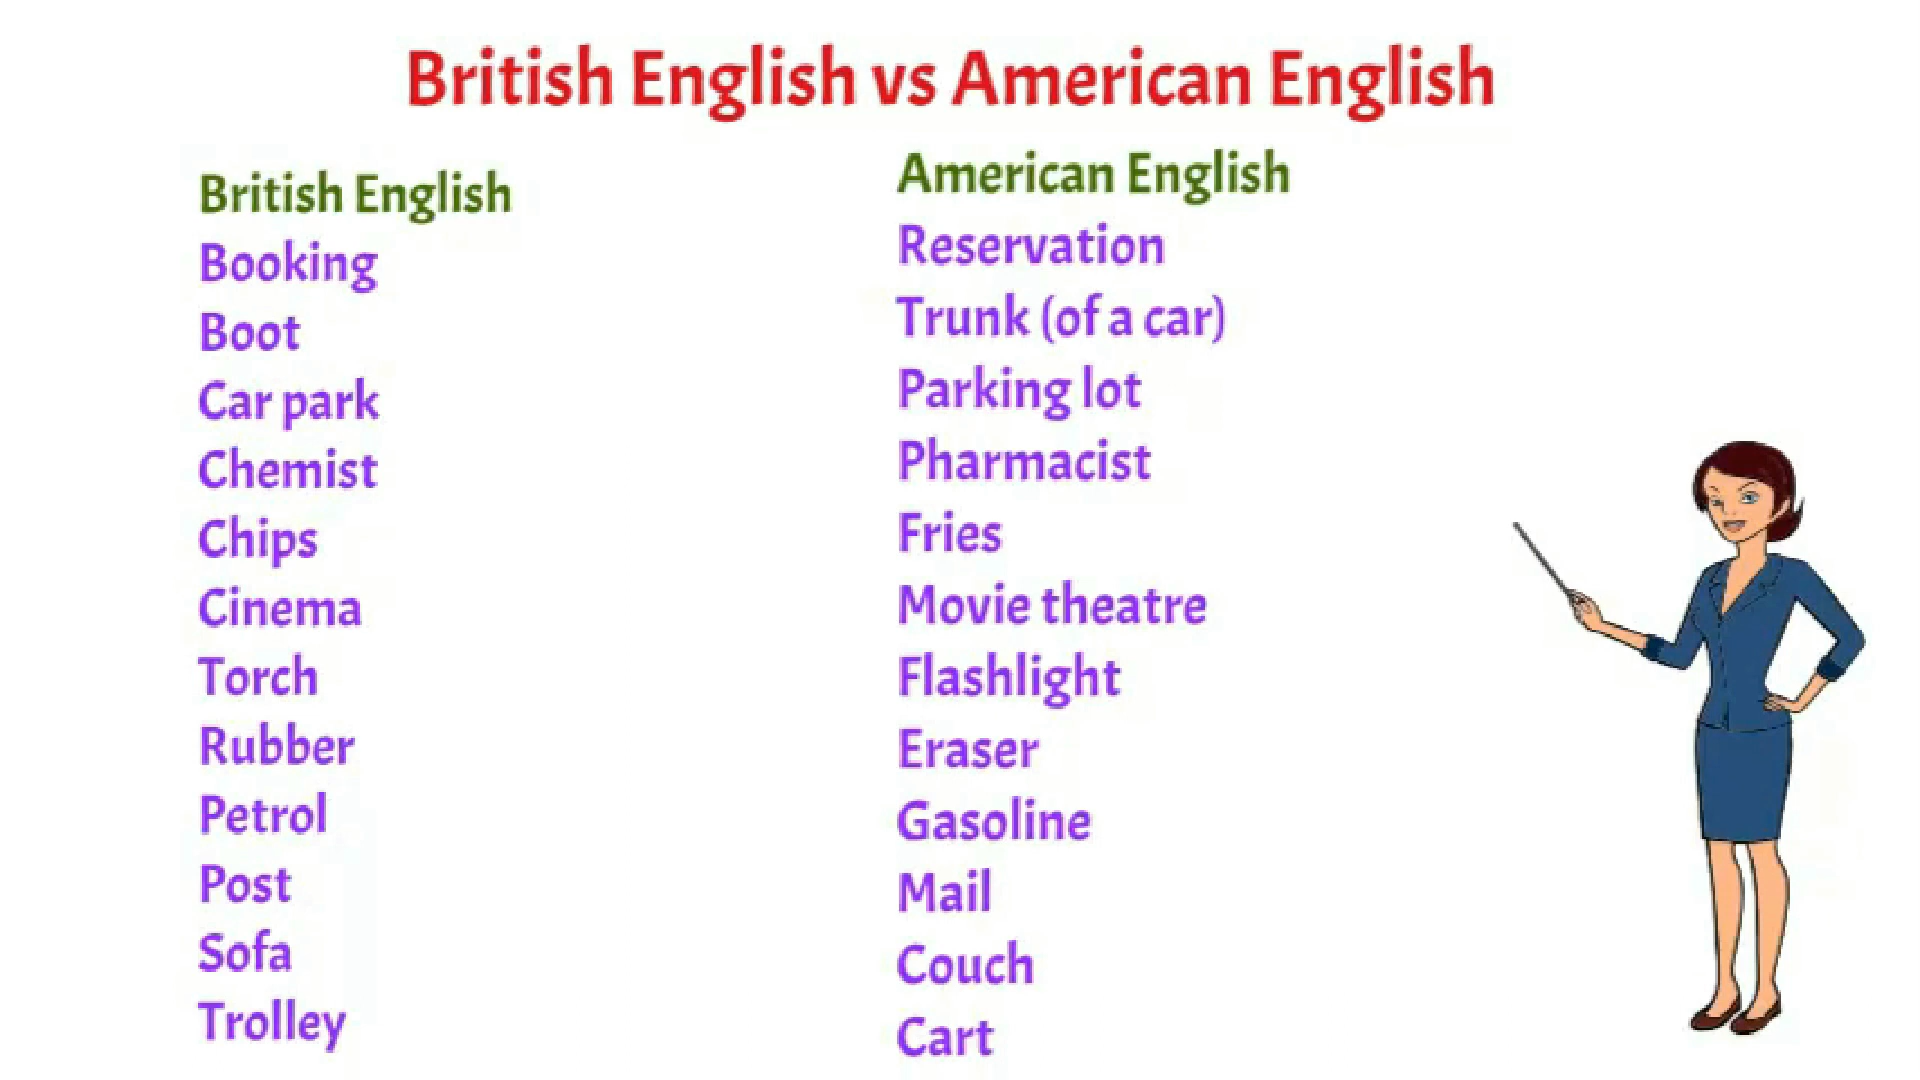 British English vs American English
British English
Booking
Boot
Car park
Chemist
Chips
Cinema
Torch
Rubber
Petrol
Post
Sofa
Trolley
American English
Reservation
Trunk (of a car)
Parking lot
Pharmacist
Fries
Movie theatre
Flashlight
Eraser
Gasoline
Mail
Couch
Cart